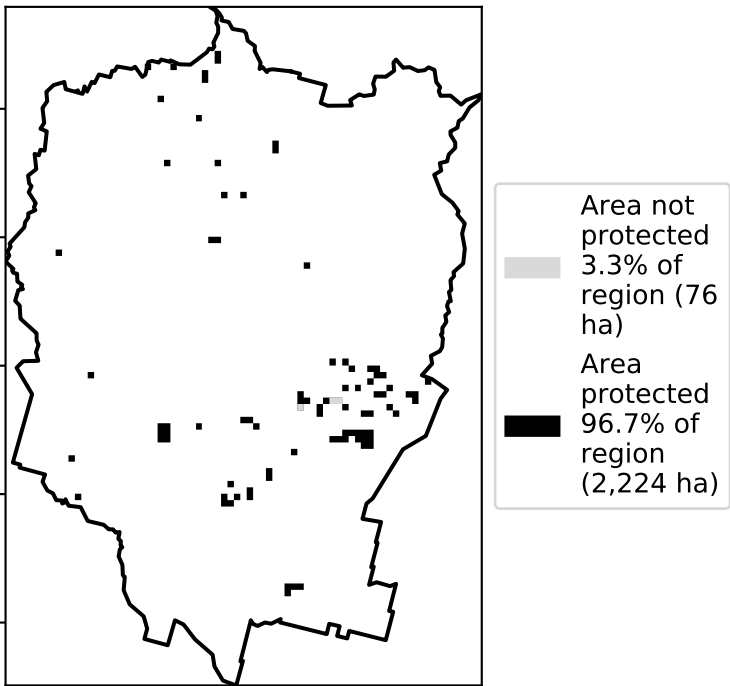 Area not
protected
3.3% of
region (76
ha)
Area
protected
96.7% of
region
(2,224 ha)